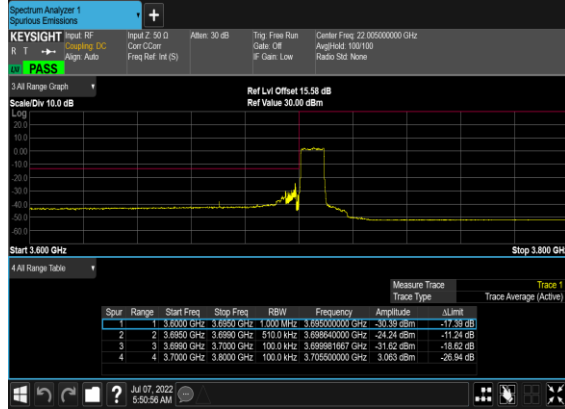 Spectrum Analyzer 1
Spurious Emissions
+
KEYSIGHT Input: RF Input Z: 50 Ω Atten: 30 dB Trig: Free Run Center Freq: 22.005000000 GHz
R T Coupling: DC Corr CCorr Gate: Off Avg|Hold: 100/100
Align: Auto Freq Ref: Int (S) IF Gain: Low Radio Std: None
PASS
3 All Range Graph
Ref Lvl Offset 15.58 dB
Scale/Div 10.0 dB Ref Value 30.00 dBm
Log
20.0
10.0
0.00
-10.0
-20.0
-30.0
-40.0
-50.0
-60.0
Start 3.600 GHz Stop 3.800 GHz
4 All Range Table
Measure Trace Trace 1
Trace Type Trace Average (Active)
Spur Range Start Freq Stop Freq RBW Frequency Amplitude ΔLimit
1 1 3.6000 GHz 3.6950 GHz 1.000 MHz 3.695000000 GHz -30.39 dBm -17.39 dB
2 2 3.6950 GHz 3.6990 GHz 510.0 kHz 3.698640000 GHz -24.24 dBm -11.24 dB
3 3 3.6990 GHz 3.7000 GHz 100.0 kHz 3.699981667 GHz -31.62 dBm -18.62 dB
4 4 3.7000 GHz 3.8000 GHz 100.0 kHz 3.705500000 GHz 3.063 dBm -26.94 dB
? Jul 07, 2022
5:50:56 AM